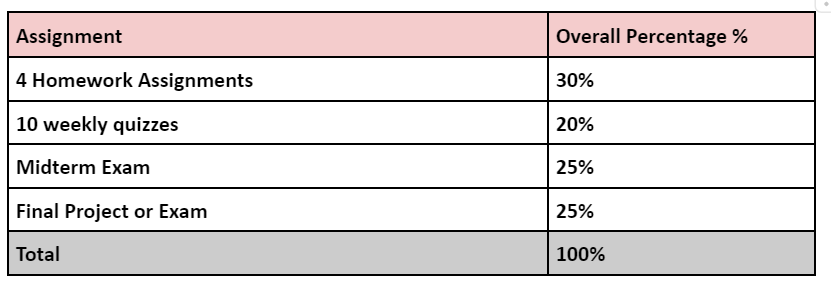 Assignment Overall Percentage %
4 Homework Assignments 30%
10 weekly quizzes 20%
Midterm Exam 25%
Final Project or Exam 25%
Total 100%